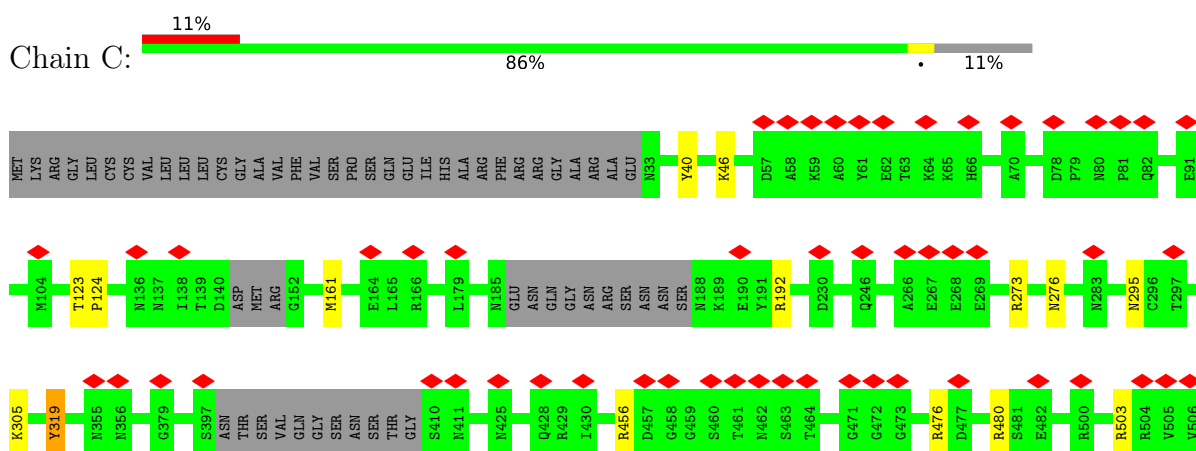 11%
Chain C:
86%
•
11%
MET LYS ARG GLY LEU CYS CYS VAL LEU LEU LEU CYS GLY ALA VAL PHE VAL SER PRO SER GLN GLU ILE HIS ALA ARG PHE ARG ARG GLY ALA ARG ALA GLU N33 Y40 K46 D57 A58 K59 A60 Y61 E62 T63 K64 K65 H66 A70 D78 P79 N80 P81 Q82 E91
M104 T123 P124 N136 N137 I138 T139 D140 ASP MET ARG G152 M161 E164 L165 R166 L179 N185 GLU ASN GLN GLY ASN ARG SER ASN ASN SER N188 K189 E190 Y191 R192 D230 Q246 A266 E267 E268 E269 R273 N276 N283 N295 C296 T297
K305 Y319 N355 N356 G379 S397 ASN THR SER VAL GLN GLY SER ASN SER THR GLY S410 N411 N425 Q428 R429 I430 R456 D457 G458 G459 S460 T461 N462 S463 T464 G471 G472 G473 R476 D477 R480 S481 E482 R500 R503 R504 V505 V506